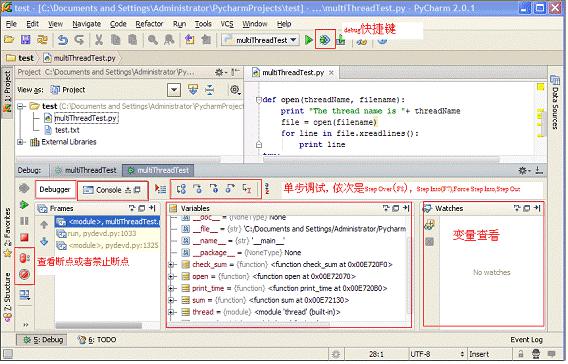 test - [C:\Documents and Settings\Administrator\PycharmProjects\test] - ...\multiThreadTest.py - PyCharm 2.0.1
File Edit View Navigate Code Refactor Run Tools VCS Window Help
multiThreadTest
debug快捷键
test multiThreadTest.py
1: Project
Project C:\Documents and Settings\Administrator\Py...
View as: Project
test (C:\Documents and Settings\Administrator\PycharmProject
multiThreadTest.py
test.txt
External Libraries
multiThreadTest.py
def open(threadName, filename):
print "The thread name is "+ threadName
file = open(filename)
for line in file.xreadlines():
print line
Data Sources
Debug: multiThreadTest multiThreadTest
Debugger Console
单步调试,依次是Step Over(F8), Step Into(F7),Force Step Into,Step Out
Favorites
Z: Structure
Frames
<module>, multiThreadTest.
run, pydevd.py:1033
<module>, pydevd.py:1325
查看断点或者禁止断点
Variables
__doc__ = {NoneType} None
__file__ = {str} 'C:/Documents and Settings/Administrator/Pycharm
__name__ = {str} '__main__'
__package__ = {NoneType} None
check_sum = {function} <function check_sum at 0x00E720F0>
open = {function} <function open at 0x00E72070>
print_time = {function} <function print_time at 0x00E720B0>
sum = {function} <function sum at 0x00E72130>
thread = {module} <module 'thread' (built-in)>
Watches
变量查看
No watches
5: Debug 6: TODO Event Log
28:1 UTF-8 Insert